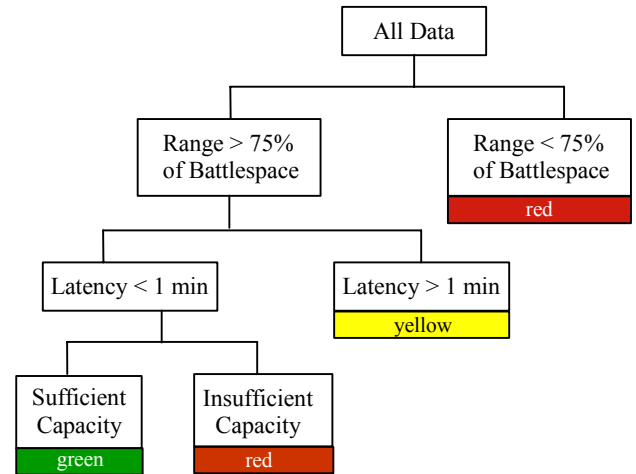 All Data
Range > 75%
of Battlespace
Range < 75%
of Battlespace
red
Latency < 1 min
Latency > 1 min
yellow
Sufficient
Capacity
green
Insufficient
Capacity
red